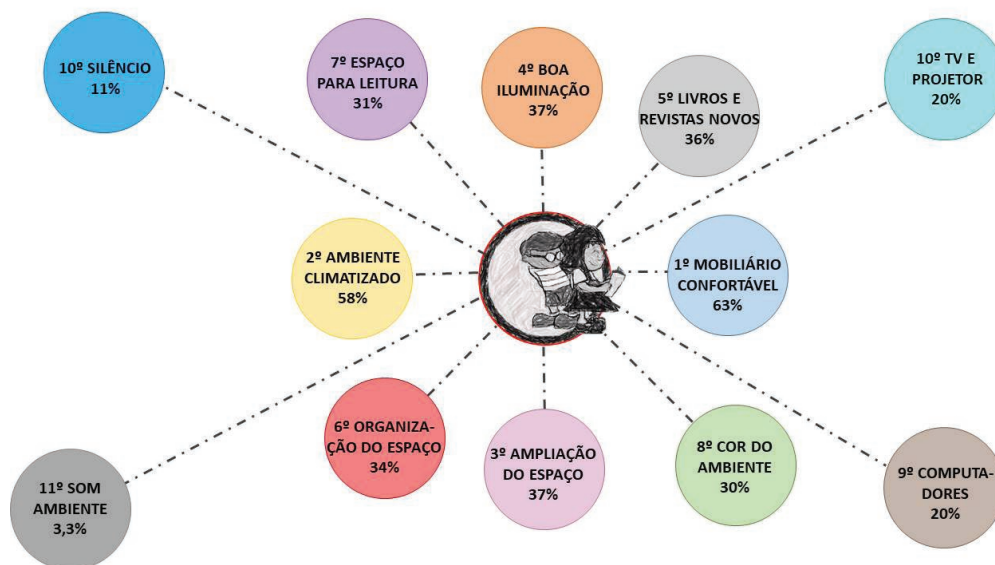 10º SILÊNCIO
11%
7º ESPAÇO
PARA LEITURA
31%
4º BOA
ILUMINAÇÃO
37%
5º LIVROS E
REVISTAS NOVOS
36%
10º TV E
PROJETOR
20%
2º AMBIENTE
CLIMATIZADO
58%
1º MOBILIÁRIO
CONFORTÁVEL
63%
11º SOM
AMBIENTE
3,3%
6º ORGANIZA-
ÇÃO DO ESPAÇO
34%
3º AMPLIAÇÃO
DO ESPAÇO
37%
8º COR DO
AMBIENTE
30%
9º COMPUTA-
DORES
20%